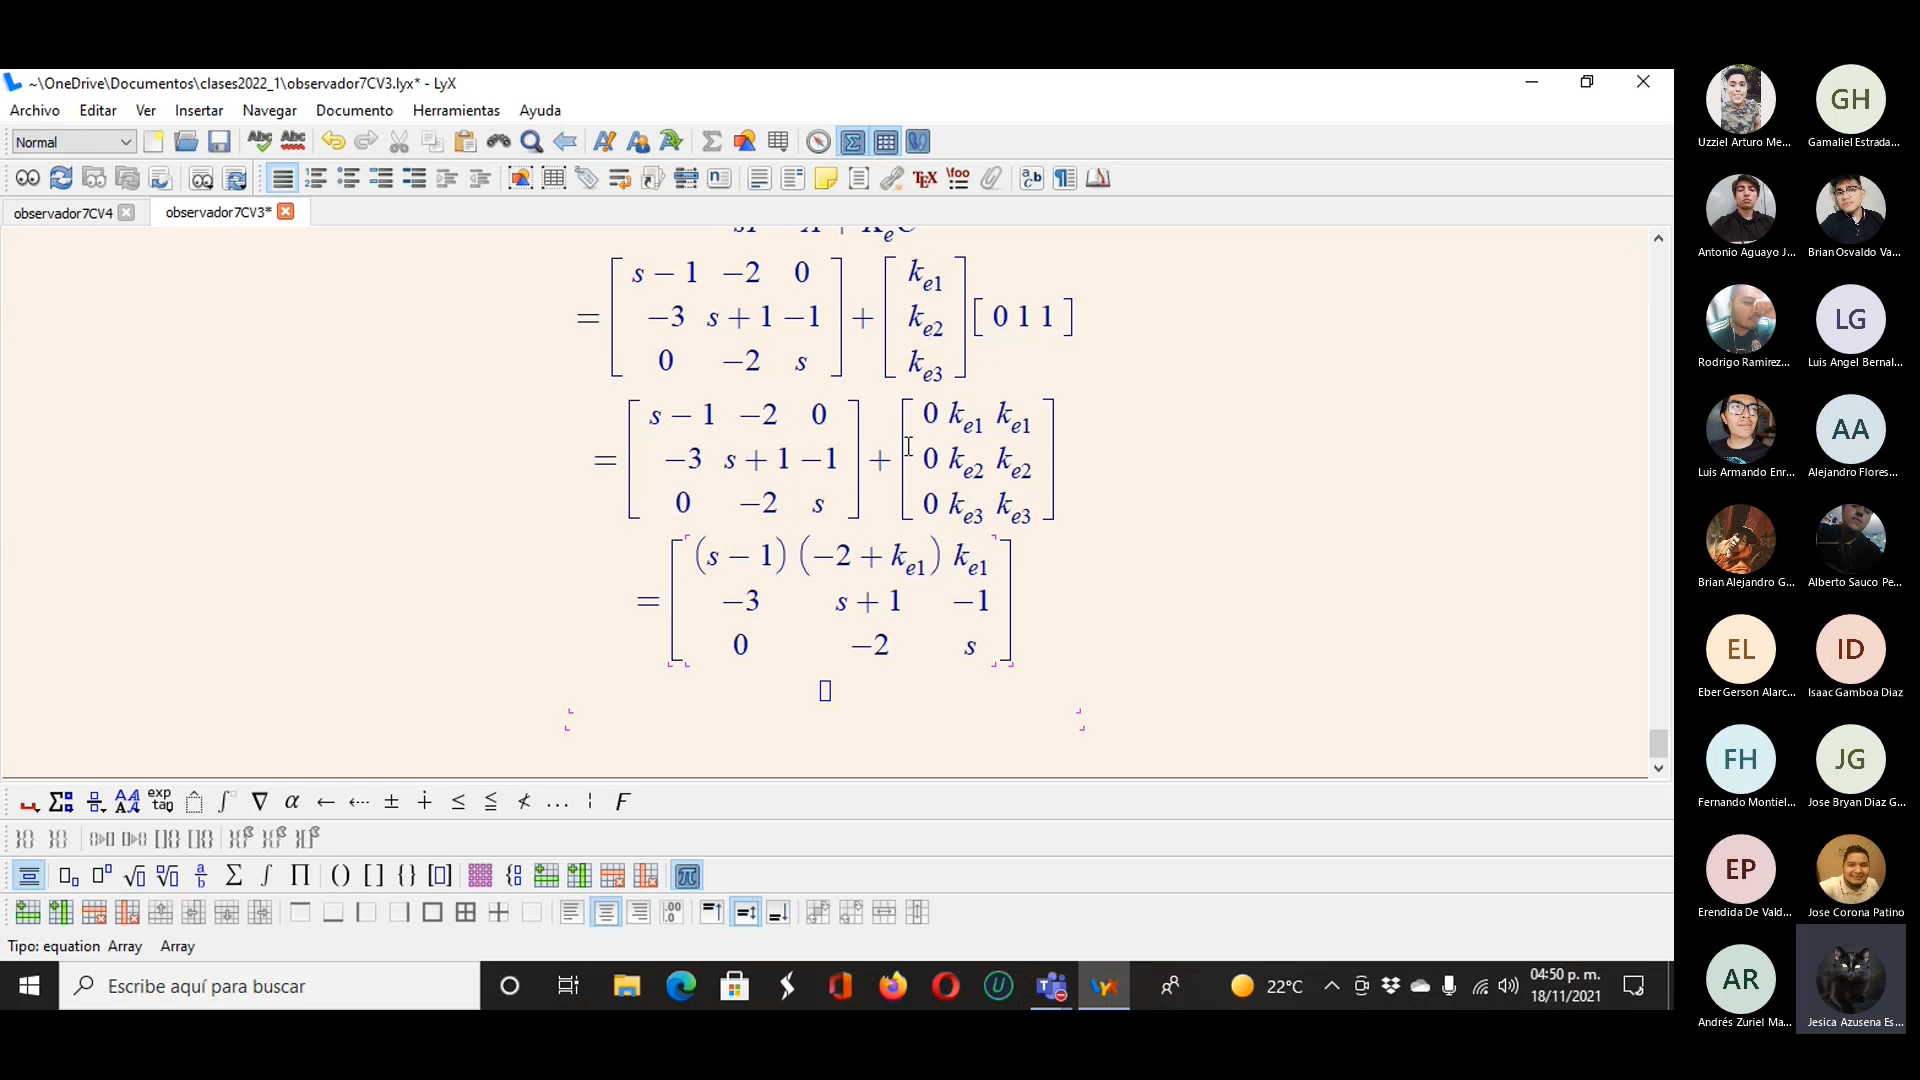 ~\OneDrive\Documentos\clases2022_1\observador7CV3.lyx* - LyX
Archivo Editar Ver Insertar Navegar Documento Herramientas Ayuda
Normal
observador7CV4 observador7CV3*
= [ s − 1 −2 0 ] + [ k_e1 ]
[ −3 s + 1 −1 ] [ k_e2 ] [ 0 1 1 ]
[ 0 −2 s ] [ k_e3 ]
= [ s − 1 −2 0 ] + [ 0 k_e1 k_e1 ]
[ −3 s + 1 −1 ] [ 0 k_e2 k_e2 ]
[ 0 −2 s ] [ 0 k_e3 k_e3 ]
= [ (s − 1) (−2 + k_e1) k_e1 ]
[ −3 s + 1 −1 ]
[ 0 −2 s ]
Tipo: equation Array Array
Escribe aquí para buscar
22°C
04:50 p. m.
18/11/2021
Uzziel Arturo Me...
GH
Gamaliel Estrada...
Antonio Aguayo J...
Brian Osvaldo Va...
Rodrigo Ramirez...
LG
Luis Angel Bernal...
Luis Armando Enr...
AA
Alejandro Flores...
Brian Alejandro G...
Alberto Sauco Pe...
EL
Eber Gerson Alarc...
ID
Isaac Gamboa Diaz
FH
Fernando Montiel...
JG
Jose Bryan Diaz G...
EP
Erendida De Vald...
Jose Corona Patino
AR
Andrés Zuriel Ma...
Jesica Azusena Es...